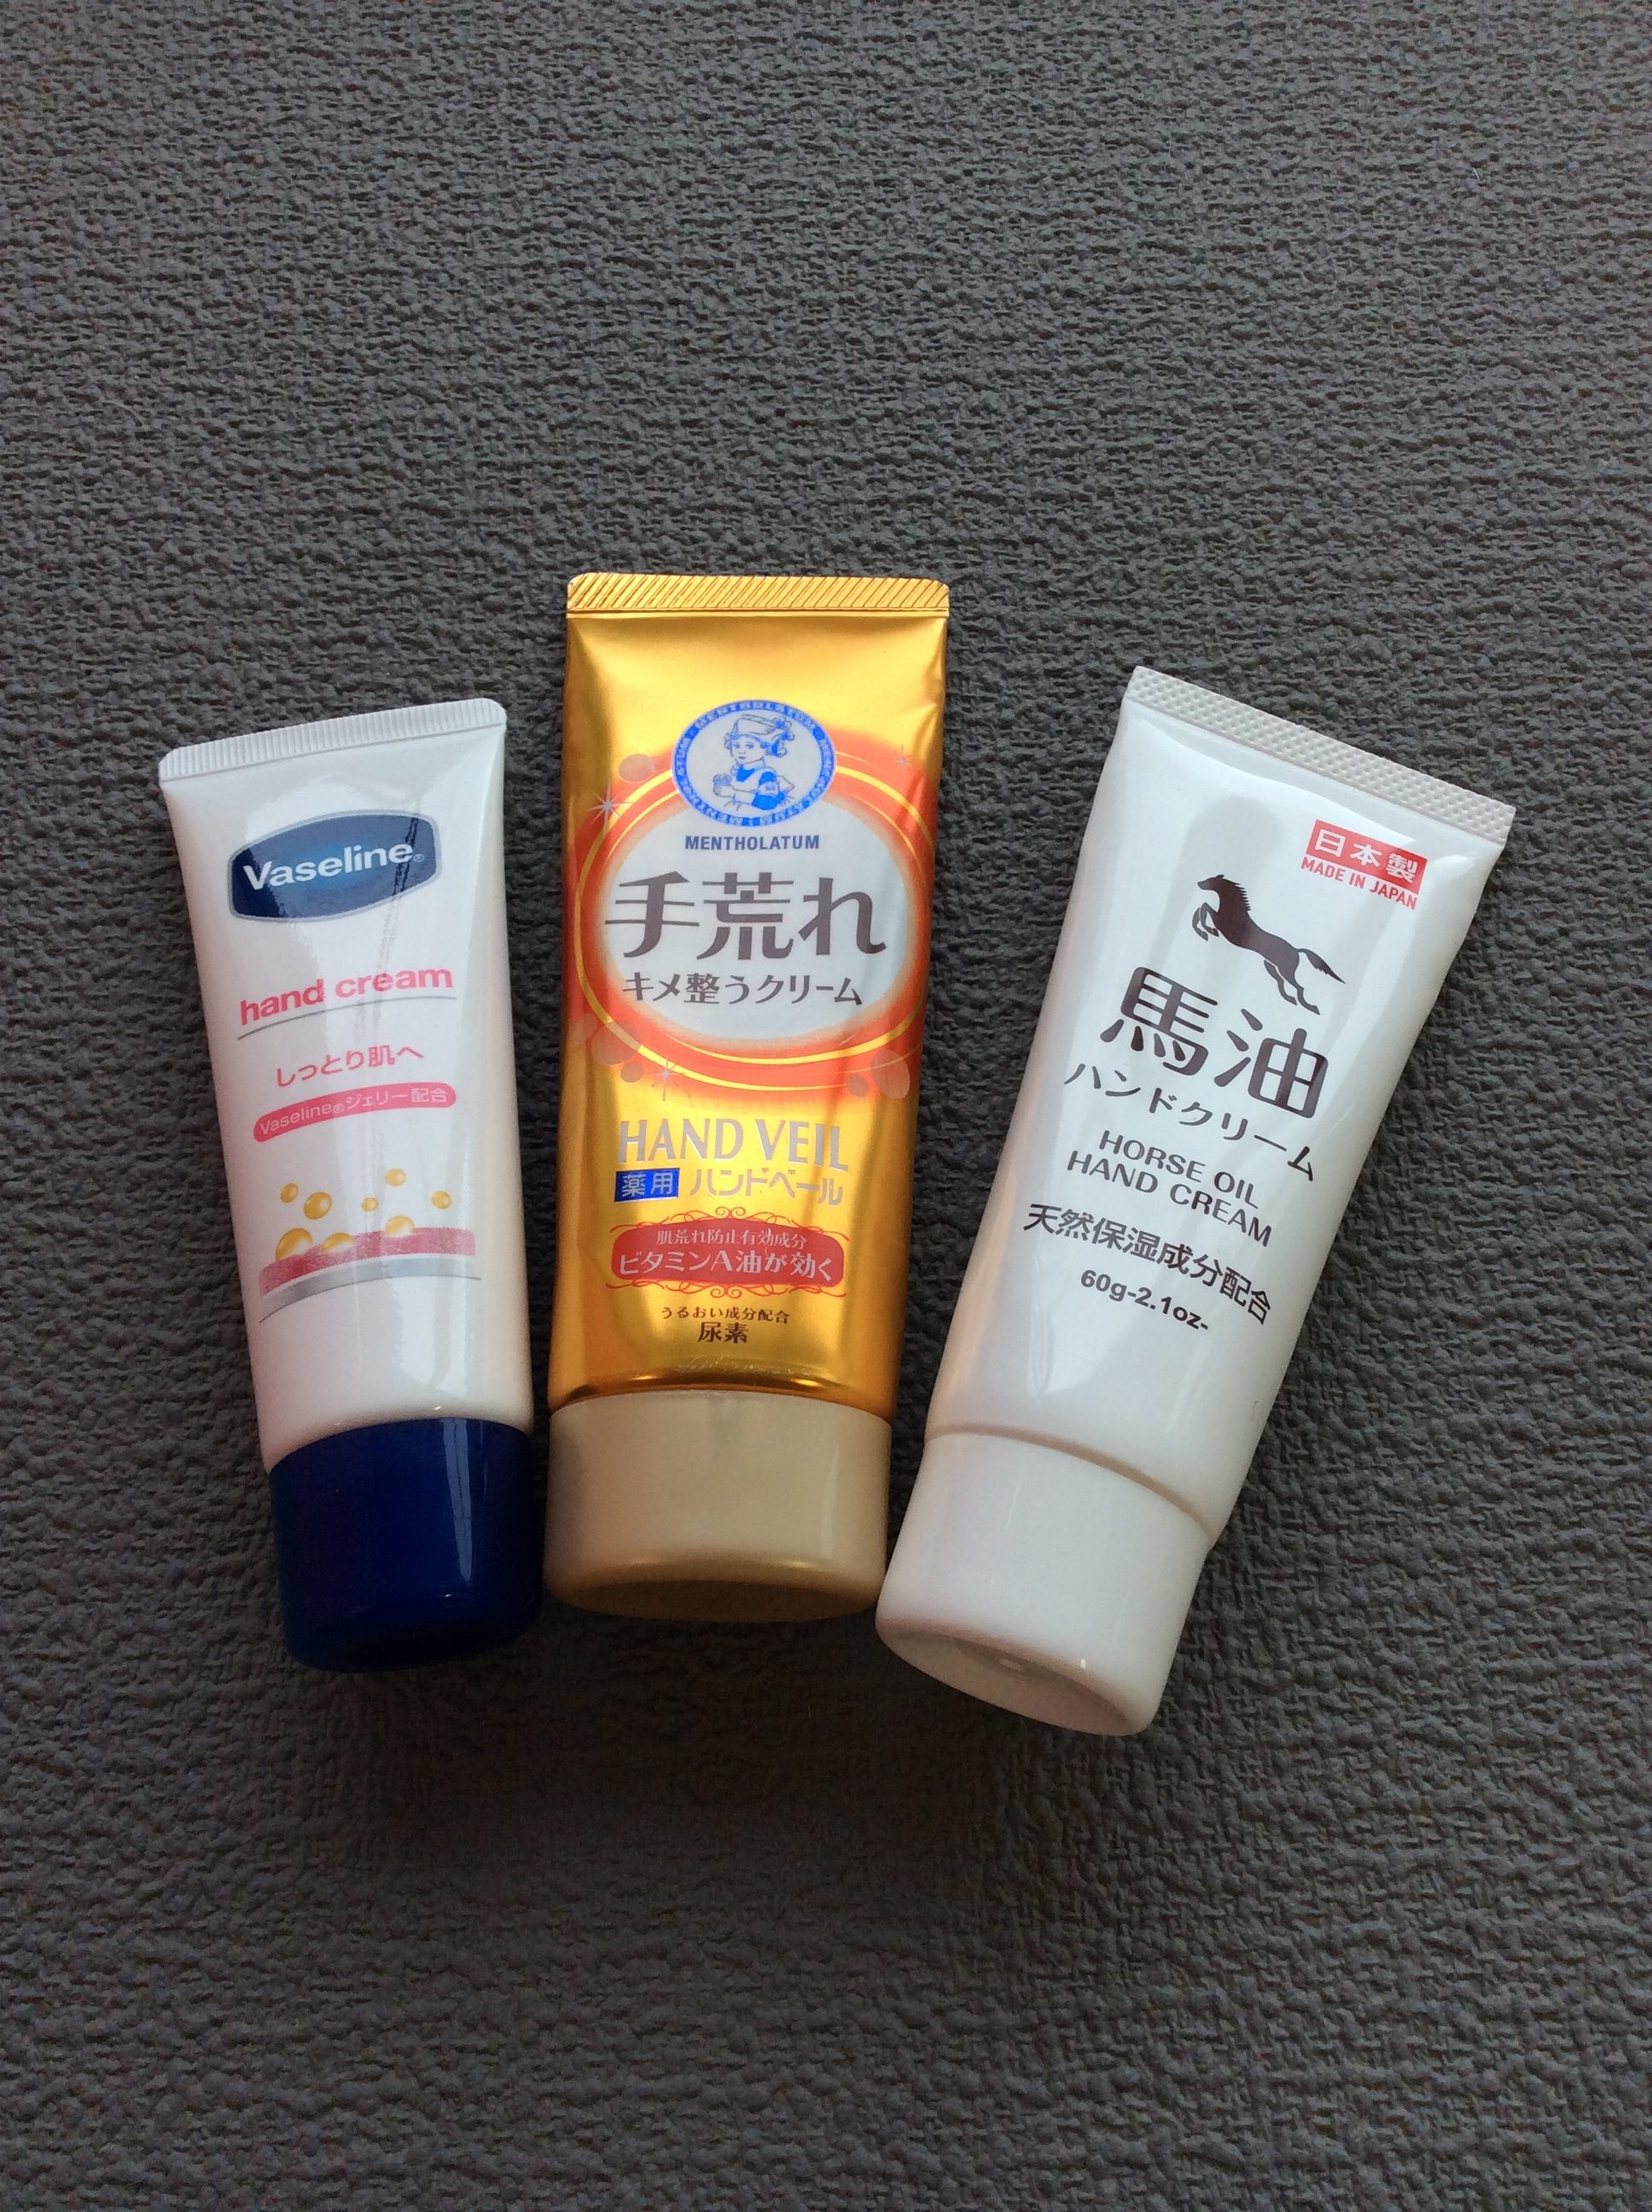 Vaseline®
hand cream
しっとり肌へ
Vaseline®ジェリー配合
MENTHOLATUM
手荒れ
キメ整うクリーム
HAND VEIL
薬用 ハンドベール
肌荒れ防止有効成分
ビタミンA油が効く
うるおい成分配合
尿素
日本製
MADE IN JAPAN
馬油
ハンドクリーム
HORSE OIL
HAND CREAM
天然保湿成分配合
60g-2.1oz-